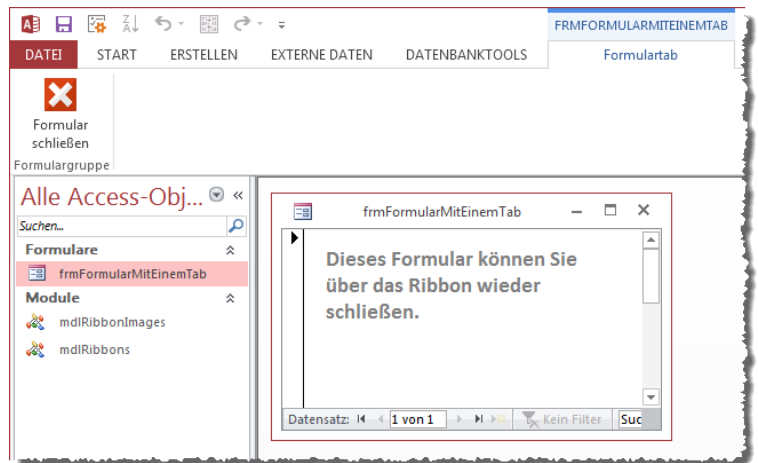 FRMFORMULARMITEINEMTAB
DATEI START ERSTELLEN EXTERNE DATEN DATENBANKTOOLS Formulartab
Formular
schließen
Formulargruppe
Alle Access-Obj...
Suchen...
Formulare
frmFormularMitEinemTab
Module
mdlRibbonImages
mdlRibbons
frmFormularMitEinemTab
Dieses Formular können Sie
über das Ribbon wieder
schließen.
Datensatz: 1 von 1 Kein Filter Suc